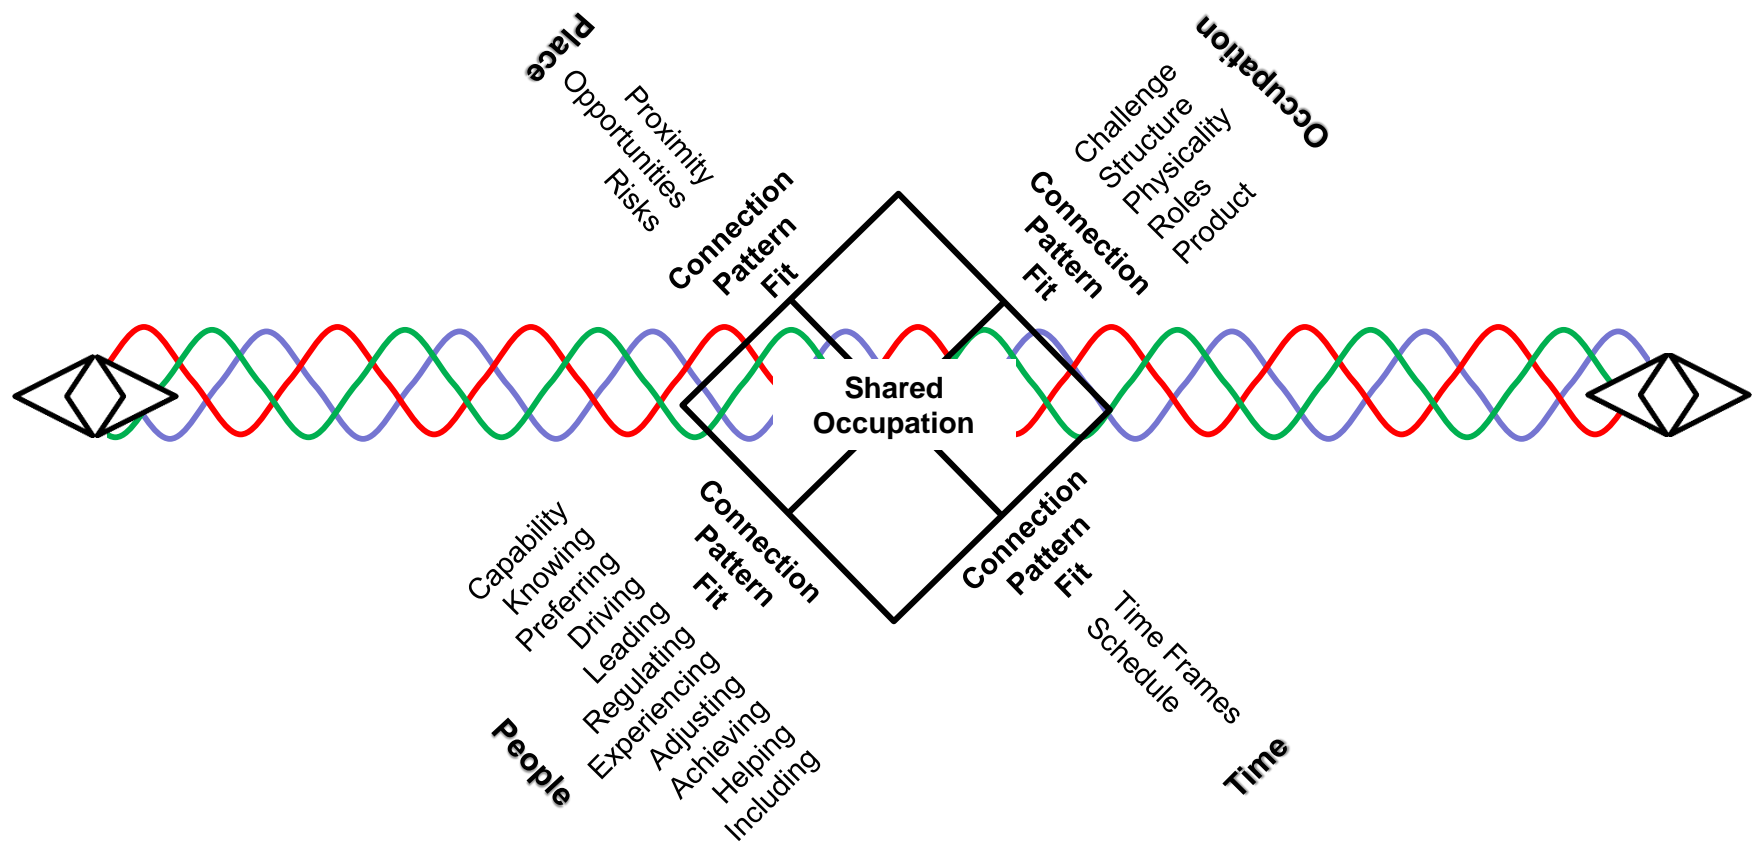 Place
Proximity
Opportunities
Risks
Connection
Pattern
Fit
Occupation
Challenge
Structure
Physicality
Roles
Product
Connection
Pattern
Fit
Shared
Occupation
Connection
Pattern
Fit
Capability
Knowing
Preferring
Driving
Leading
Regulating
Experiencing
Adjusting
Achieving
Helping
Including
People
Connection
Pattern
Fit
Time Frames
Schedule
Time